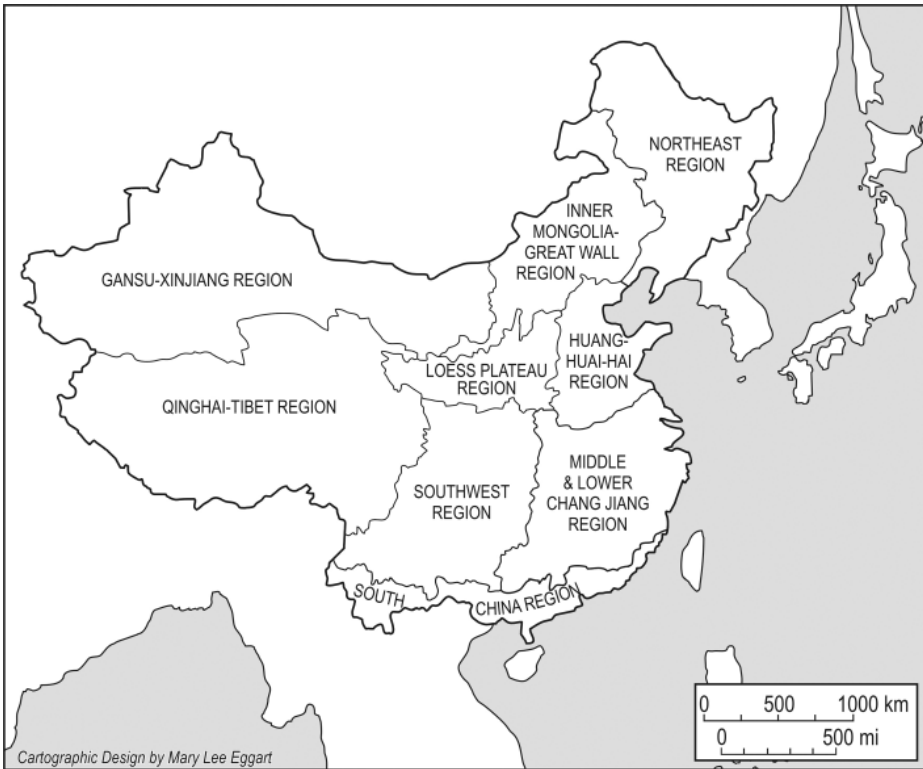 NORTHEAST
REGION
INNER
MONGOLIA-
GREAT WALL
REGION
GANSU-XINJIANG REGION
HUANG-
HUAI-HAI
REGION
LOESS PLATEAU
REGION
QINGHAI-TIBET REGION
MIDDLE
& LOWER
CHANG JIANG
REGION
SOUTHWEST
REGION
SOUTH
CHINA REGION
0 500 1000 km
0 500 mi
Cartographic Design by Mary Lee Eggart